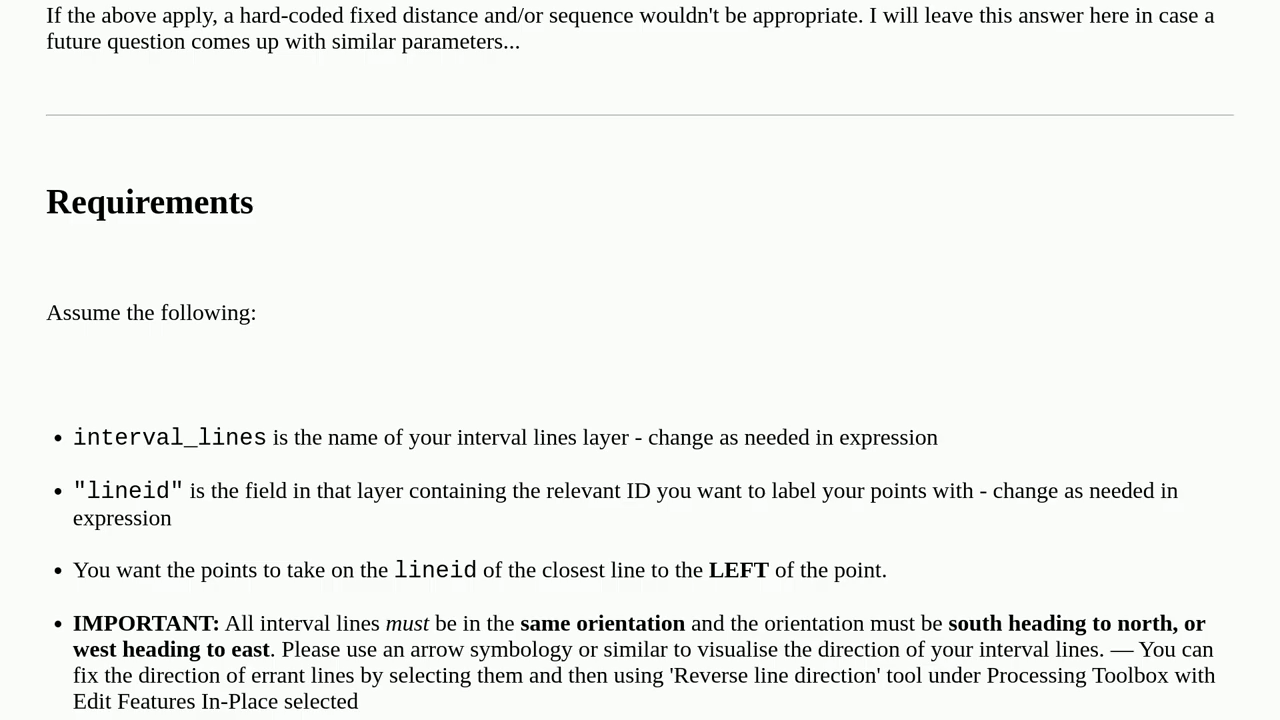 If the above apply, a hard-coded fixed distance and/or sequence wouldn't be appropriate. I will leave this answer here in case a
future question comes up with similar parameters...
Requirements
Assume the following:
• interval_lines is the name of your interval lines layer - change as needed in expression
• "lineid" is the field in that layer containing the relevant ID you want to label your points with - change as needed in
expression
• You want the points to take on the lineid of the closest line to the LEFT of the point.
• IMPORTANT: All interval lines must be in the same orientation and the orientation must be south heading to north, or
west heading to east. Please use an arrow symbology or similar to visualise the direction of your interval lines. — You can
fix the direction of errant lines by selecting them and then using 'Reverse line direction' tool under Processing Toolbox with
Edit Features In-Place selected